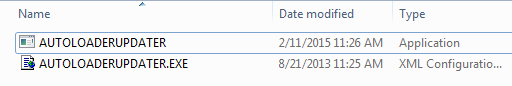 Name Date modified Type
AUTOLOADERUPDATER 2/11/2015 11:26 AM Application
AUTOLOADERUPDATER.EXE 8/21/2013 11:25 AM XML Configuratio...